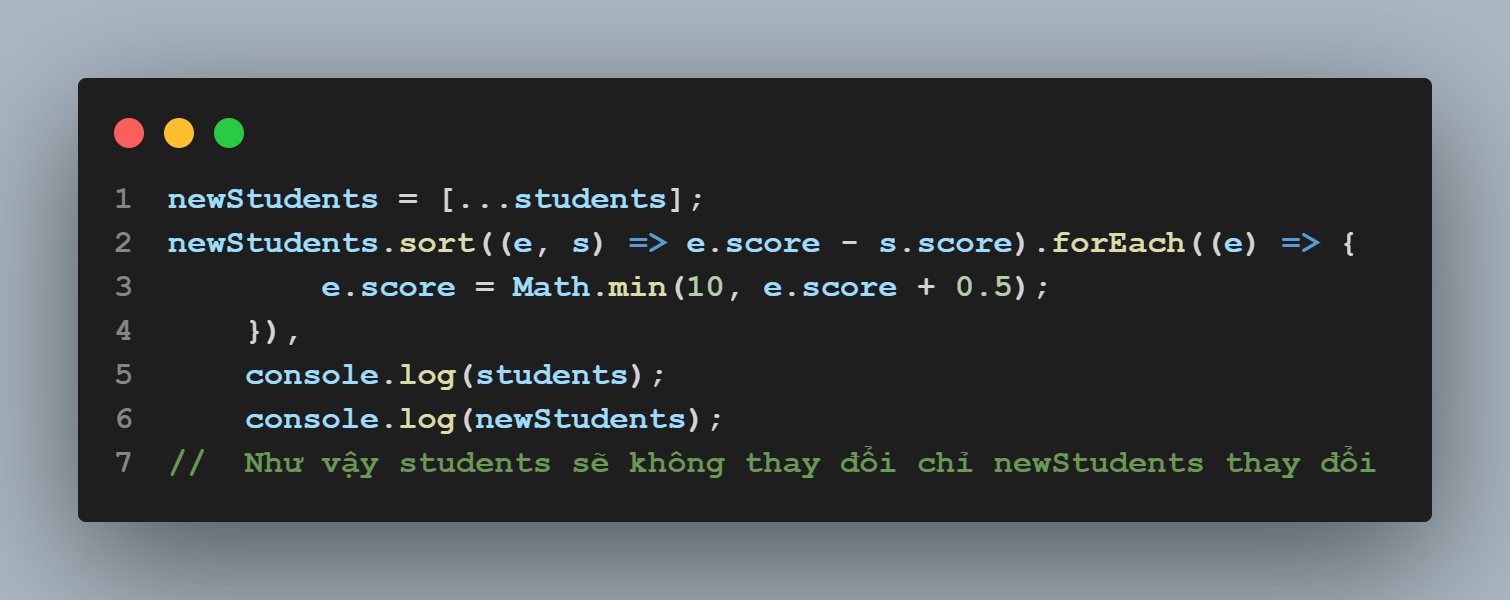 1 newStudents = [...students];
2 newStudents.sort((e, s) => e.score - s.score).forEach((e) => {
3         e.score = Math.min(10, e.score + 0.5);
4     }),
5     console.log(students);
6     console.log(newStudents);
7 //  Như vậy students sẽ không thay đổi chỉ newStudents thay đổi